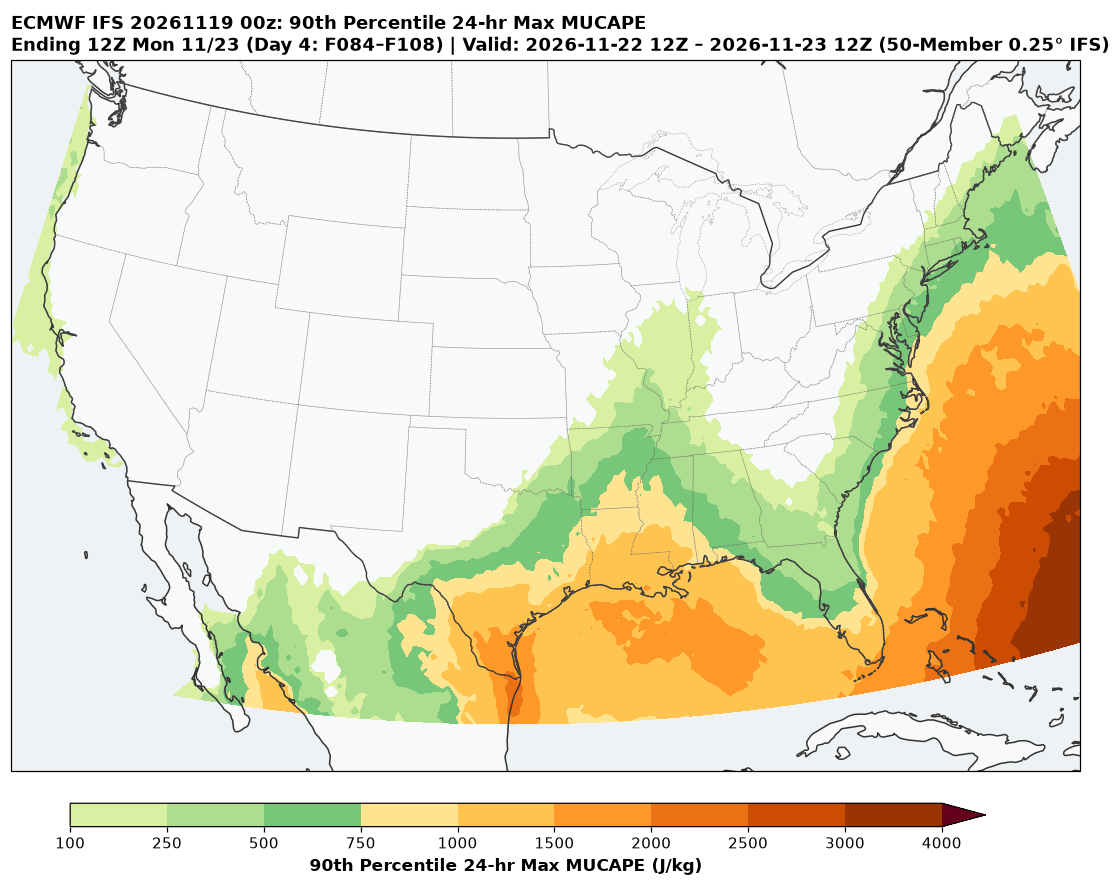 ECMWF IFS 20261119 00z: 90th Percentile 24-hr Max MUCAPE
Ending 12Z Mon 11/23 (Day 4: F084–F108) | Valid: 2026-11-22 12Z – 2026-11-23 12Z (50-Member 0.25° IFS)
100 250 500 750 1000 1500 2000 2500 3000 4000
90th Percentile 24-hr Max MUCAPE (J/kg)